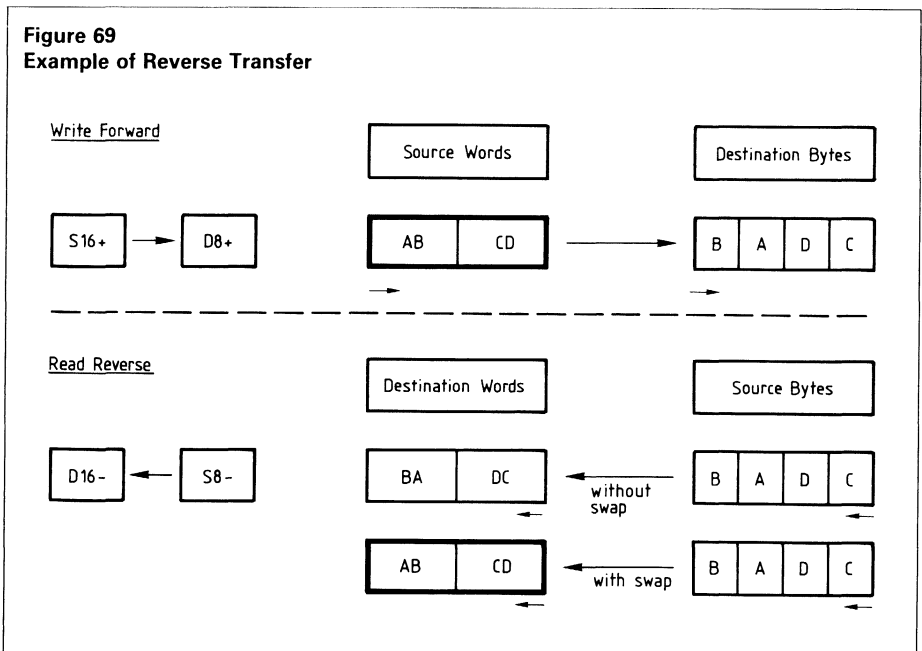 Figure 69
Example of Reverse Transfer
Write Forward
Source Words
Destination Bytes
S16+ D8+ AB CD B A D C
Read Reverse
Destination Words
Source Bytes
D16- S8- BA DC without swap B A D C
AB CD with swap B A D C